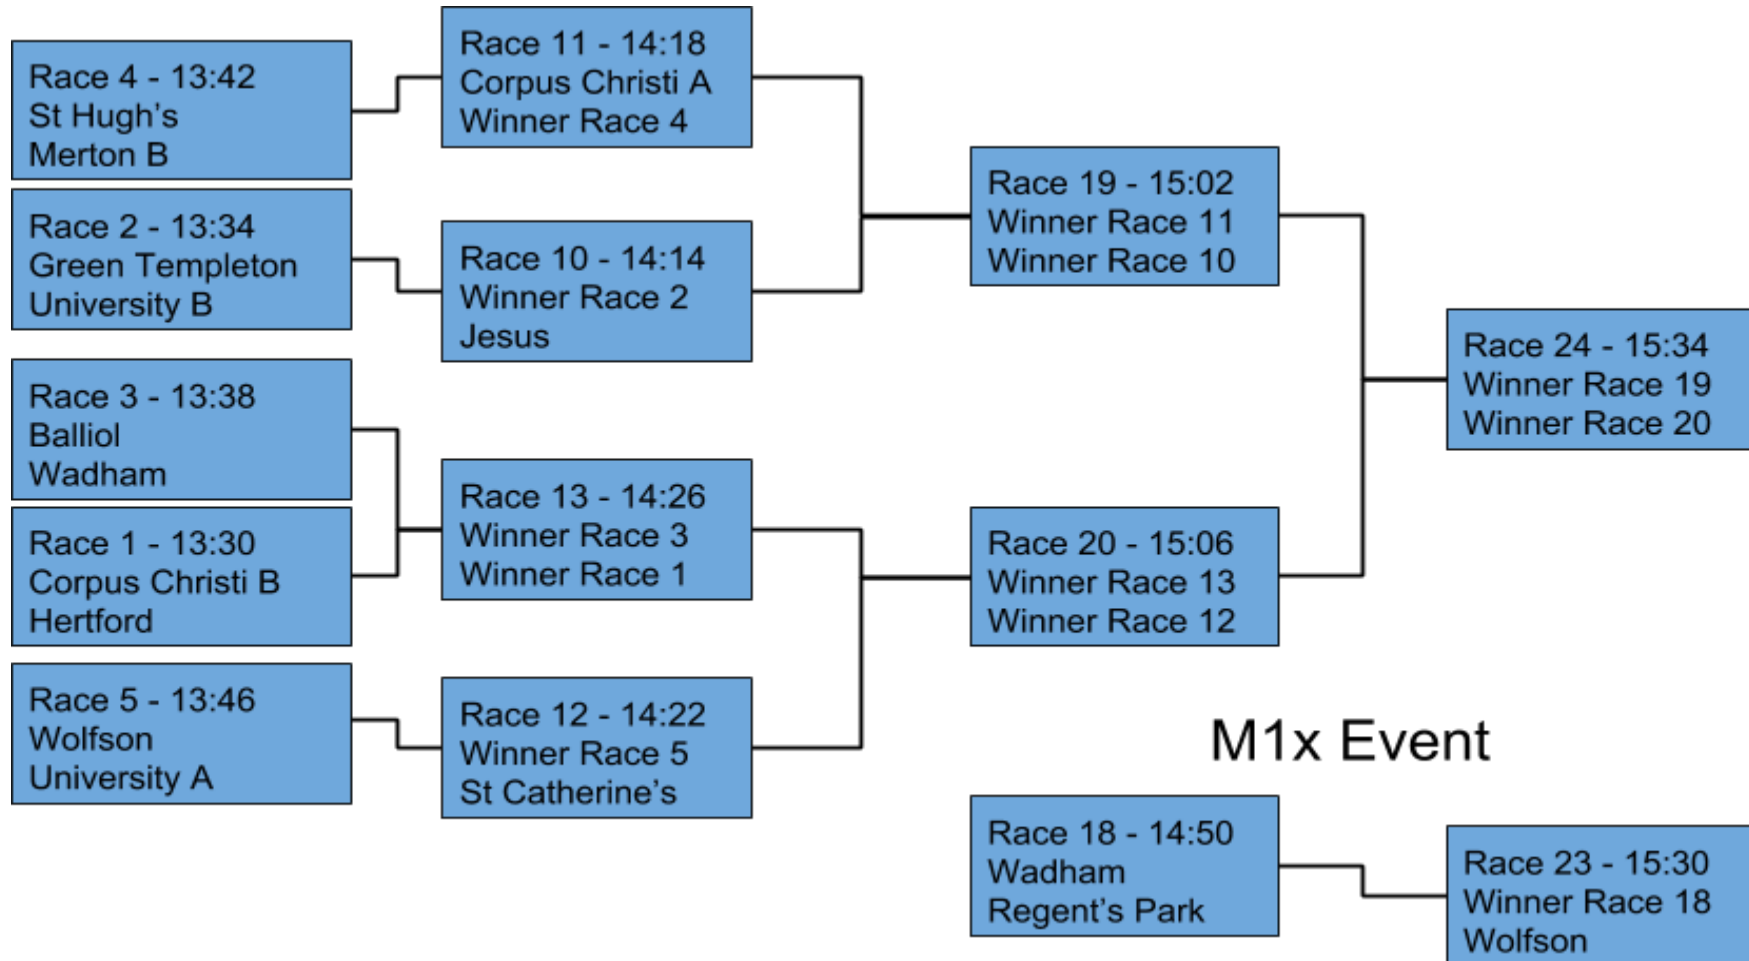 Race 4 - 13:42
St Hugh's
Merton B
Race 2 - 13:34
Green Templeton
University B
Race 3 - 13:38
Balliol
Wadham
Race 1 - 13:30
Corpus Christi B
Hertford
Race 5 - 13:46
Wolfson
University A
Race 11 - 14:18
Corpus Christi A
Winner Race 4
Race 10 - 14:14
Winner Race 2
Jesus
Race 13 - 14:26
Winner Race 3
Winner Race 1
Race 12 - 14:22
Winner Race 5
St Catherine's
Race 19 - 15:02
Winner Race 11
Winner Race 10
Race 20 - 15:06
Winner Race 13
Winner Race 12
Race 24 - 15:34
Winner Race 19
Winner Race 20
M1x Event
Race 18 - 14:50
Wadham
Regent's Park
Race 23 - 15:30
Winner Race 18
Wolfson